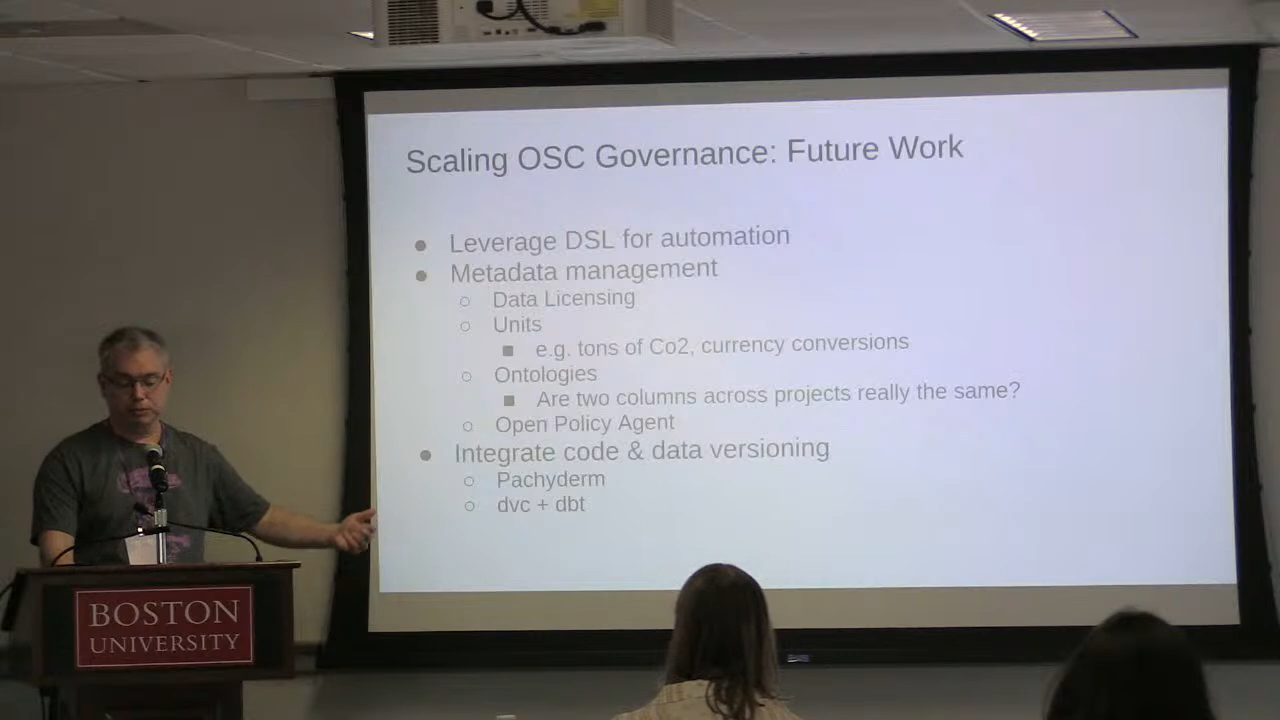 Scaling OSC Governance: Future Work
● Leverage DSL for automation
● Metadata management
○ Data Licensing
○ Units
■ e.g. tons of Co2, currency conversions
○ Ontologies
■ Are two columns across projects really the same?
○ Open Policy Agent
● Integrate code & data versioning
○ Pachyderm
○ dvc + dbt
BOSTON
UNIVERSITY